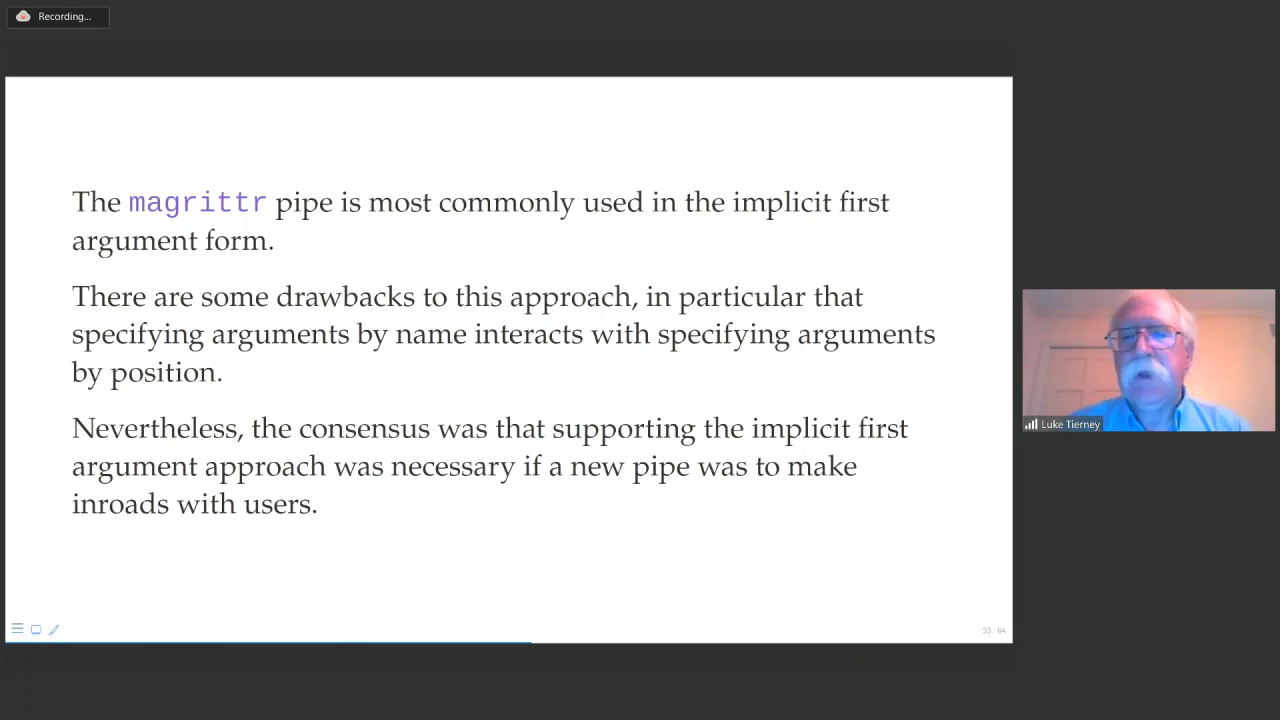 Recording...
The magrittr pipe is most commonly used in the implicit first
argument form.
There are some drawbacks to this approach, in particular that
specifying arguments by name interacts with specifying arguments
by position.
Nevertheless, the consensus was that supporting the implicit first
argument approach was necessary if a new pipe was to make
inroads with users.
Luke Tierney
33 / 64